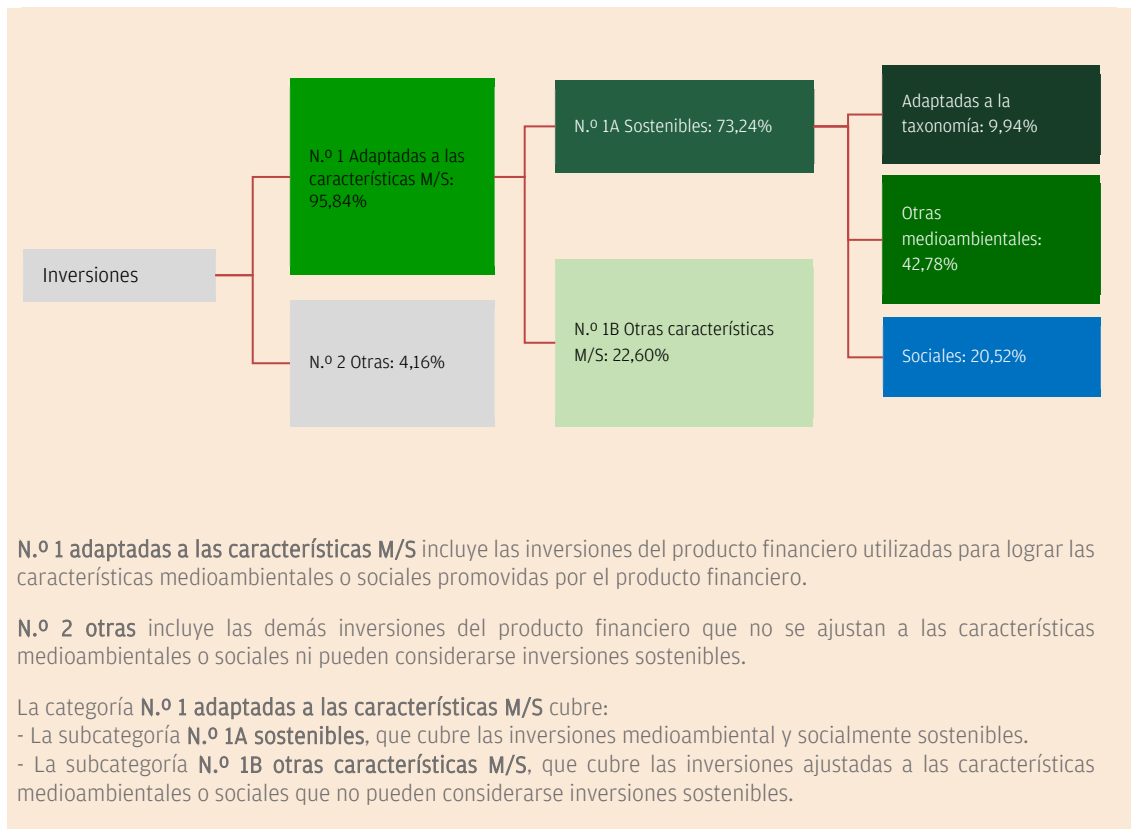 Inversiones
N.º 1 Adaptadas a las
características M/S:
95,84%
N.º 2 Otras: 4,16%
N.º 1A Sostenibles: 73,24%
N.º 1B Otras características
M/S: 22,60%
Adaptadas a la
taxonomía: 9,94%
Otras
medioambientales:
42,78%
Sociales: 20,52%
N.º 1 adaptadas a las características M/S incluye las inversiones del producto financiero utilizadas para lograr las
características medioambientales o sociales promovidas por el producto financiero.
N.º 2 otras incluye las demás inversiones del producto financiero que no se ajustan a las características
medioambientales o sociales ni pueden considerarse inversiones sostenibles.
La categoría N.º 1 adaptadas a las características M/S cubre:
- La subcategoría N.º 1A sostenibles, que cubre las inversiones medioambiental y socialmente sostenibles.
- La subcategoría N.º 1B otras características M/S, que cubre las inversiones ajustadas a las características
medioambientales o sociales que no pueden considerarse inversiones sostenibles.